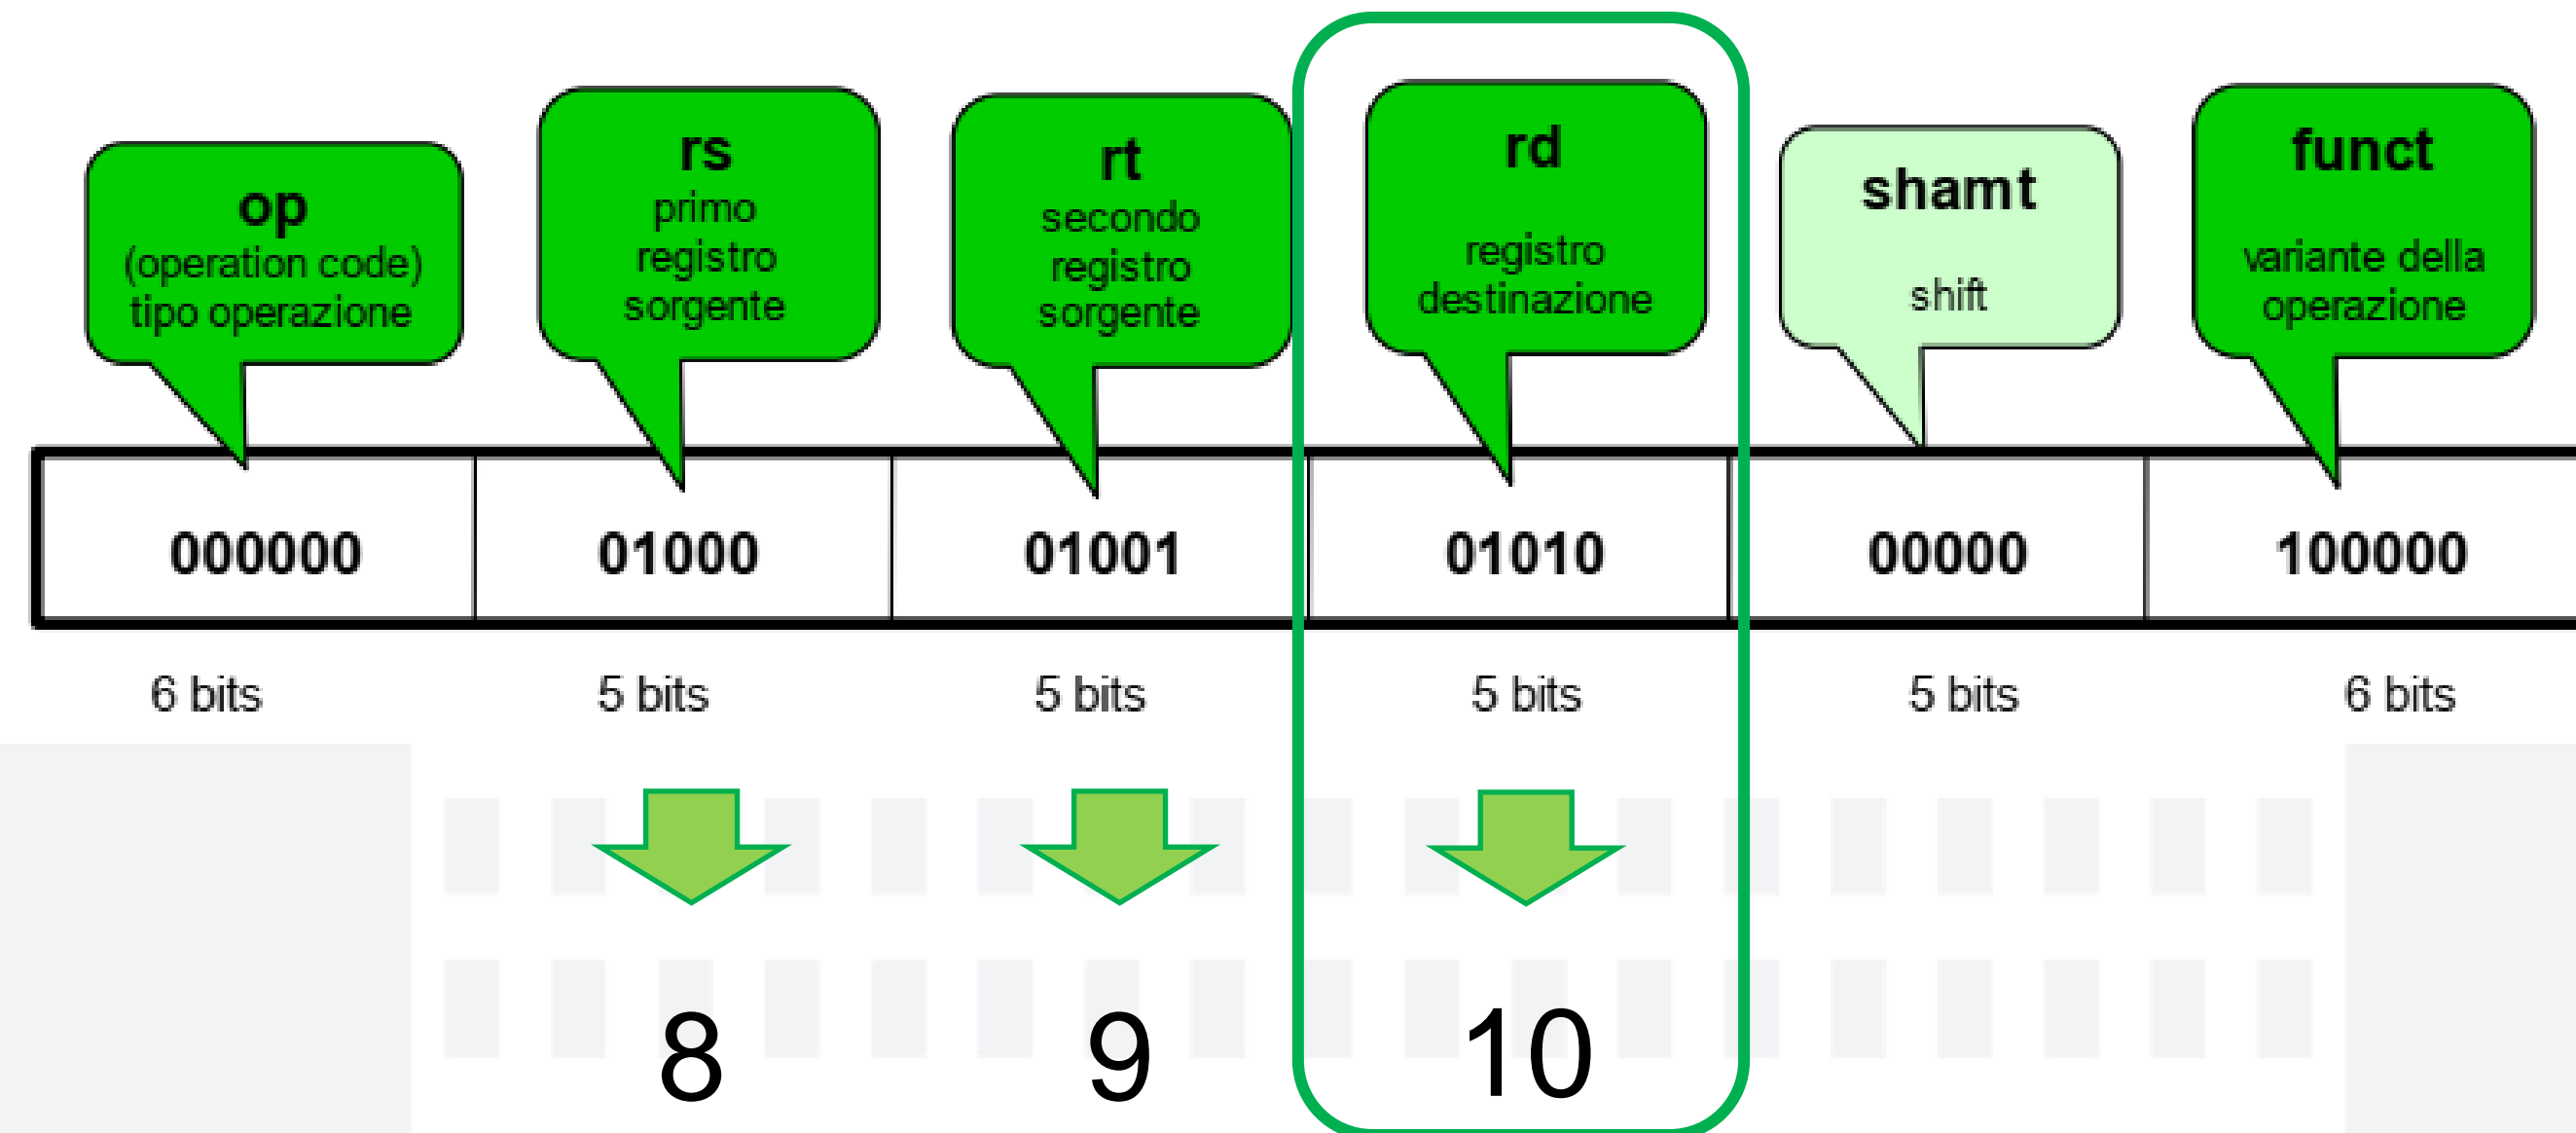 op
(operation code)
tipo operazione
rs
primo
registro
sorgente
rt
secondo
registro
sorgente
rd
registro
destinazione
shamt
shift
funct
variante della
operazione
000000 01000 01001 01010 00000 100000
6 bits 5 bits 5 bits 5 bits 5 bits 6 bits
8 9 10